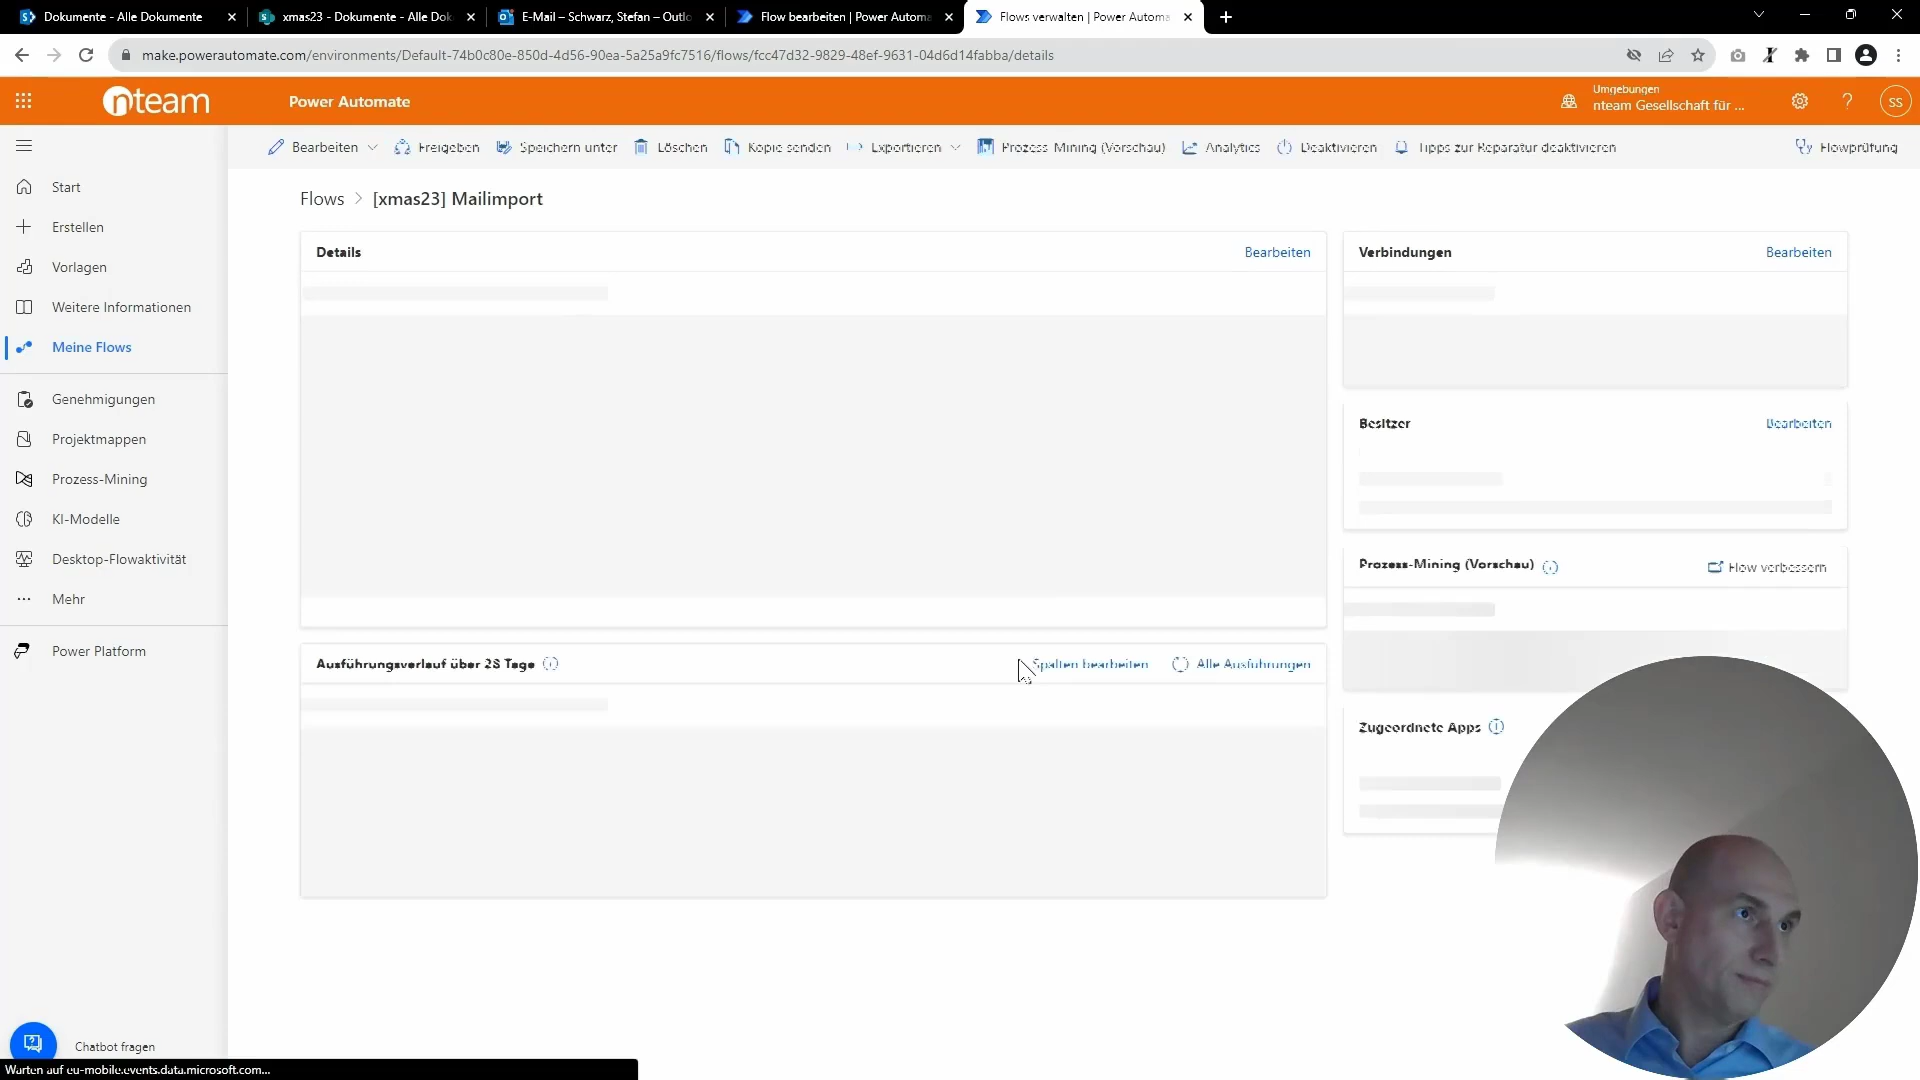 Dokumente - Alle Dokumente
xmas23 - Dokumente - Alle Dok
E-Mail – Schwarz, Stefan – Outlo
Flow bearbeiten | Power Automa
Flows verwalten | Power Automa
make.powerautomate.com/environments/Default-74b0c80e-850d-4d56-90ea-5a25a9fc7516/flows/fcc47d32-9829-48ef-9631-04d6d14fabba/details
nteam
Power Automate
Umgebungen
nteam Gesellschaft für ...
SS
Bearbeiten
Freigeben
Speichern unter
Löschen
Kopie senden
Exportieren
Prozess-Mining (Vorschau)
Analytics
Deaktivieren
Tipps zur Reparatur deaktivieren
Flowprüfung
Start
Erstellen
Vorlagen
Weitere Informationen
Meine Flows
Genehmigungen
Projektmappen
Prozess-Mining
KI-Modelle
Desktop-Flowaktivität
Mehr
Power Platform
Chatbot fragen
Warten auf eu-mobile.events.data.microsoft.com...
Flows > [xmas23] Mailimport
Details
Bearbeiten
Ausführungsverlauf über 28 Tage
Spalten bearbeiten
Alle Ausführungen
Verbindungen
Bearbeiten
Besitzer
Bearbeiten
Prozess-Mining (Vorschau)
Flow verbessern
Zugeordnete Apps